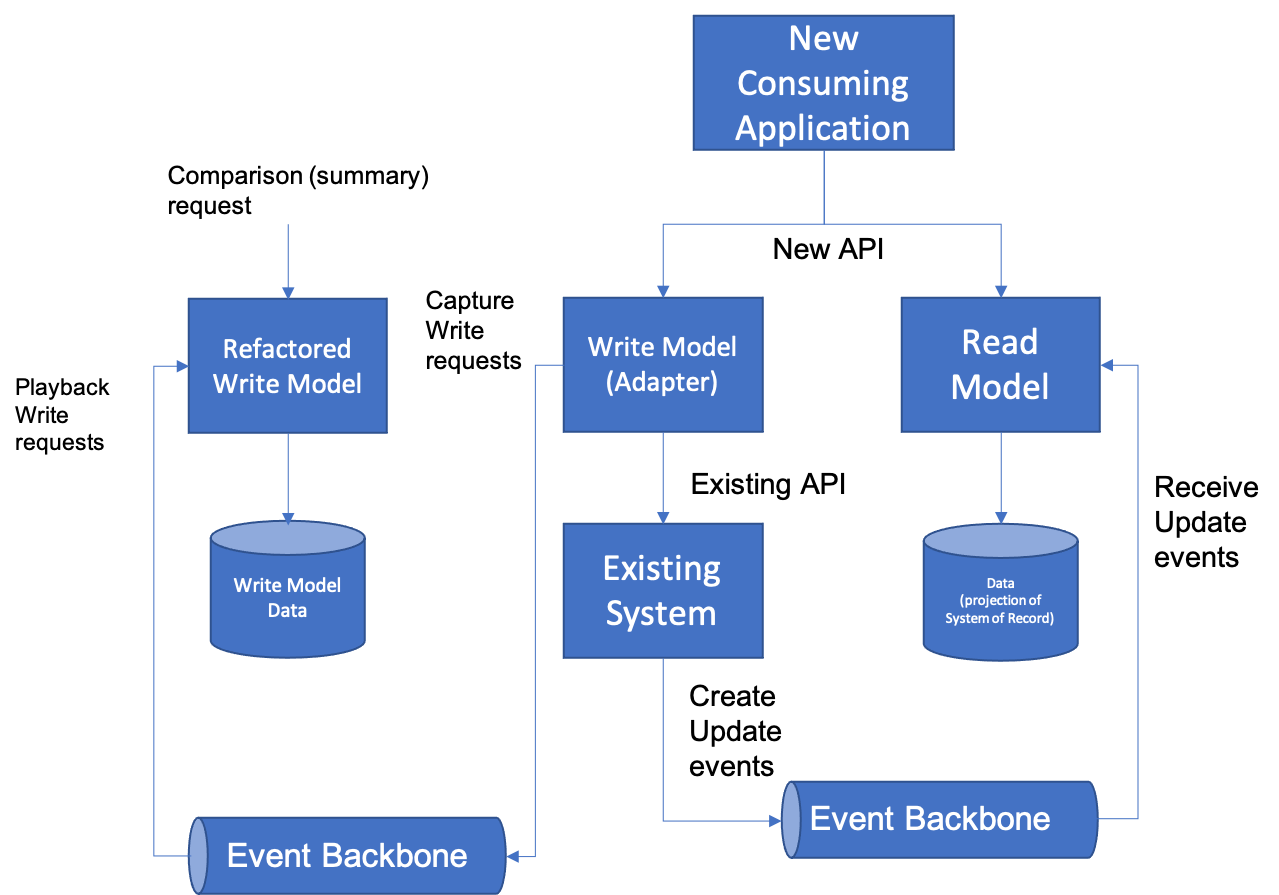 New
Consuming
Application
Comparison (summary)
request
New API
Capture
Write
requests
Refactored
Write Model
Write Model
(Adapter)
Read
Model
Playback
Write
requests
Existing API
Receive
Update
events
Write Model
Data
Existing
System
Data
(projection of
System of Record)
Create
Update
events
Event Backbone
Event Backbone